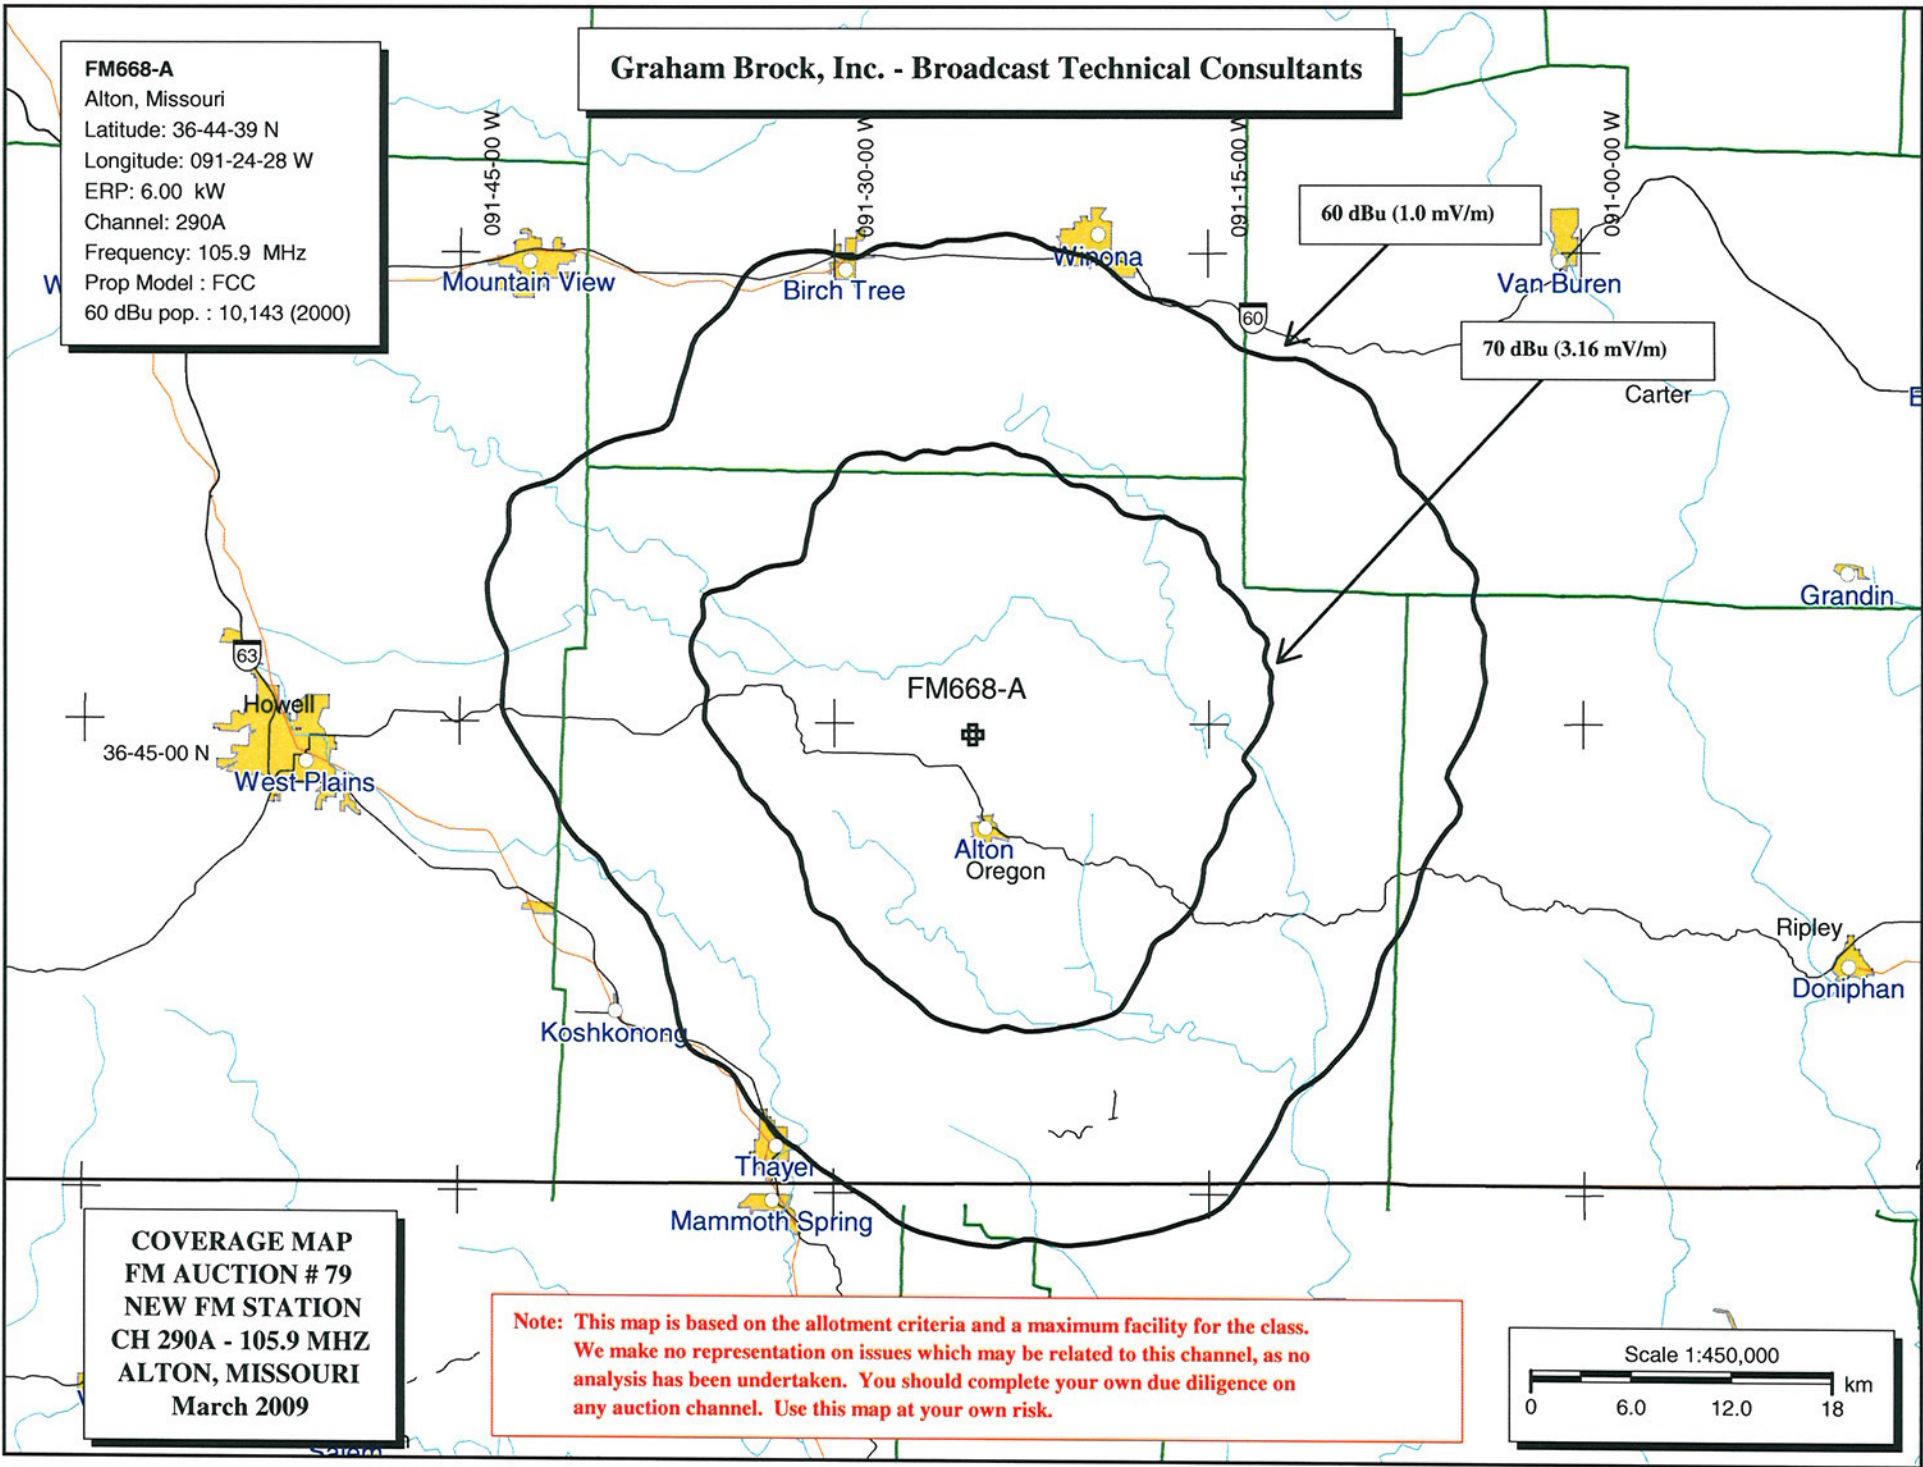 Graham Brock, Inc. - Broadcast Technical Consultants
FM668-A
Alton, Missouri
Latitude: 36-44-39 N
Longitude: 091-24-28 W
ERP: 6.00 kW
Channel: 290A
Frequency: 105.9 MHz
Prop Model : FCC
60 dBu pop. : 10,143 (2000)
091-45-00 W
091-30-00 W
091-15-00 W
091-00-00 W
60 dBu (1.0 mV/m)
70 dBu (3.16 mV/m)
Mountain View
Birch Tree
Winona
Van Buren
60
Carter
Grandin
63
Howell
36-45-00 N
West Plains
FM668-A
Alton
Oregon
Ripley
Doniphan
Koshkonong
Thayer
Mammoth Spring
COVERAGE MAP
FM AUCTION # 79
NEW FM STATION
CH 290A - 105.9 MHZ
ALTON, MISSOURI
March 2009
Note: This map is based on the allotment criteria and a maximum facility for the class.
We make no representation on issues which may be related to this channel, as no
analysis has been undertaken. You should complete your own due diligence on
any auction channel. Use this map at your own risk.
Scale 1:450,000
km
0 6.0 12.0 18
Salem